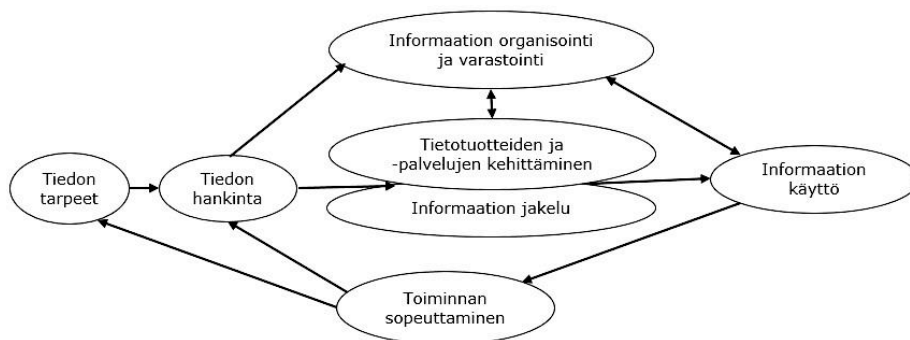 Informaation organisointi
ja varastointi
Tietotuotteiden ja
-palvelujen kehittäminen
Tiedon
tarpeet
Tiedon
hankinta
Informaation
käyttö
Informaation jakelu
Toiminnan
sopeuttaminen